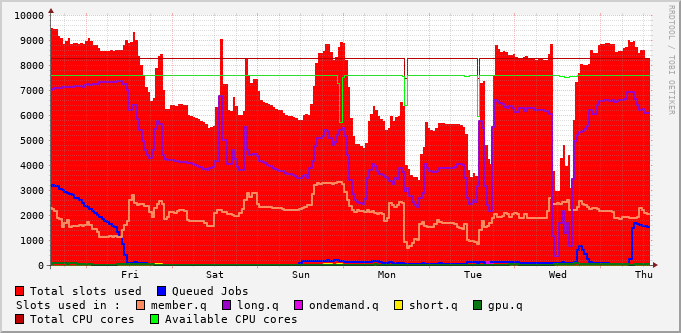 10000
9000
8000
7000
6000
5000
4000
3000
2000
1000
0
Fri Sat Sun Mon Tue Wed Thu
RRDTOOL / TOBI OETIKER
Total slots used Queued Jobs
Slots used in : member.q long.q ondemand.q short.q gpu.q
Total CPU cores Available CPU cores